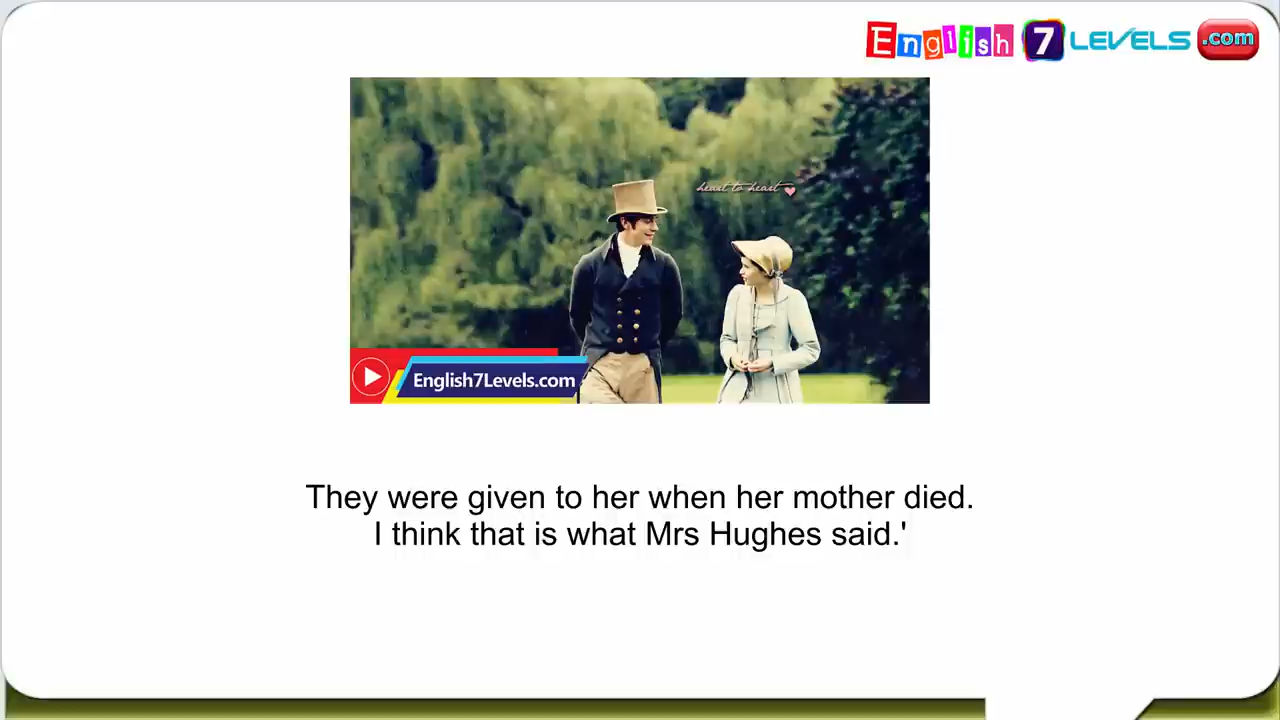 English 7 LEVELS .com
heart to heart
English7Levels.com
They were given to her when her mother died.
I think that is what Mrs Hughes said.'